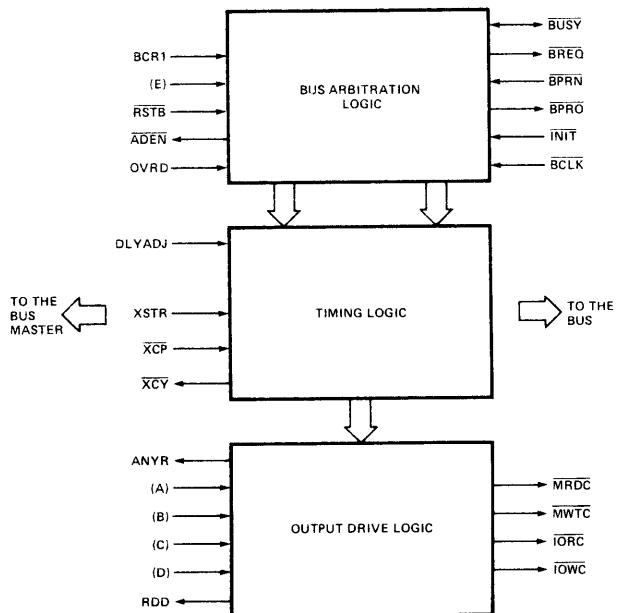 BCR1
(E)
RSTB
ADEN
OVRD
BUS ARBITRATION
LOGIC
BUSY
BREQ
BPRN
BPRO
INIT
BCLK
DLYADJ
XSTR
XCP
XCY
TIMING LOGIC
TO THE
BUS
MASTER
TO THE
BUS
ANYR
(A)
(B)
(C)
(D)
RDD
OUTPUT DRIVE LOGIC
MRDC
MWTC
IORC
IOWC